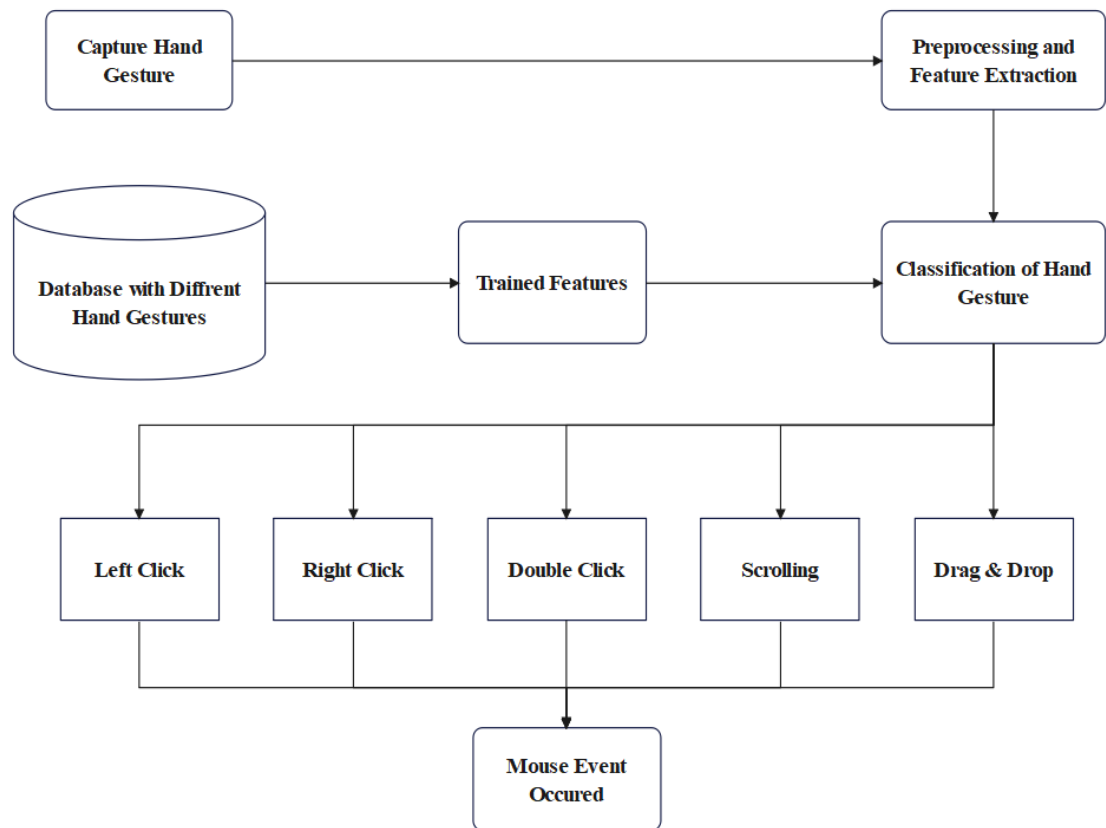 Capture Hand
Gesture
Preprocessing and
Feature Extraction
Database with Diffrent
Hand Gestures
Trained Features
Classification of Hand
Gesture
Left Click
Right Click
Double Click
Scrolling
Drag & Drop
Mouse Event
Occured